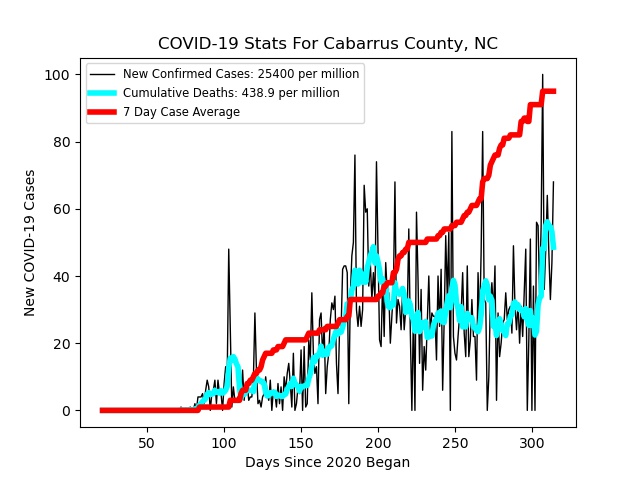 COVID-19 Stats For Cabarrus County, NC
New Confirmed Cases: 25400 per million
Cumulative Deaths: 438.9 per million
7 Day Case Average
New COVID-19 Cases
100
80
60
40
20
0
50 100 150 200 250 300
Days Since 2020 Began